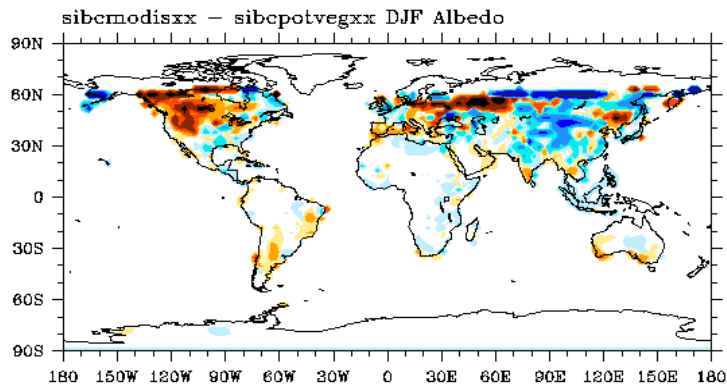 sibcmodisxx − sibcpotvegxx DJF Albedo
90N
60N
30N
0
30S
60S
90S
180 150W 120W 90W 60W 30W 0 30E 60E 90E 120E 150E 180